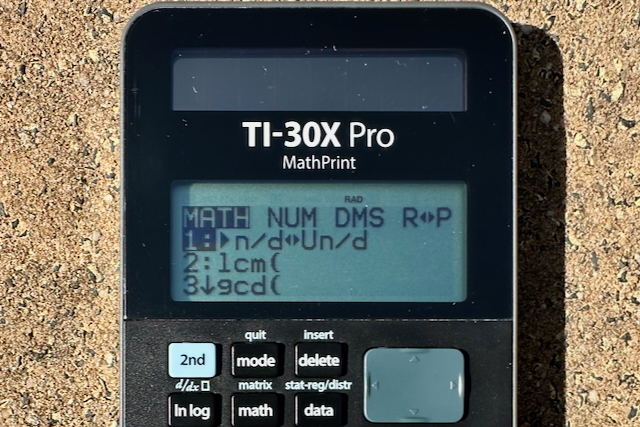 TI-30X Pro
MathPrint
RAD
MATH NUM DMS R◂▸P
1:▸n/d◂▸Un/d
2:lcm(
3↓gcd(
quit insert
2nd mode delete
d/dx □ matrix stat-reg/distr
ln log math data